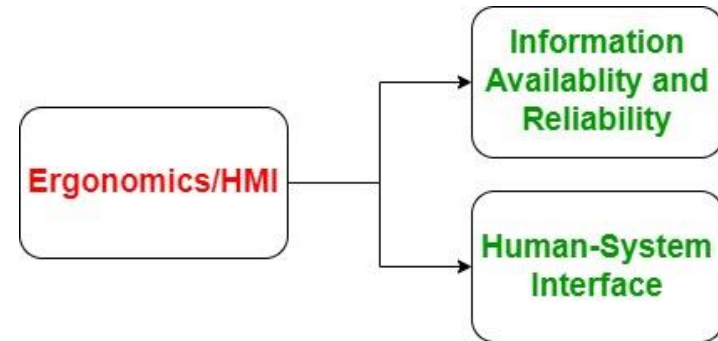 Information
Availablity and
Reliability
Ergonomics/HMI
Human-System
Interface